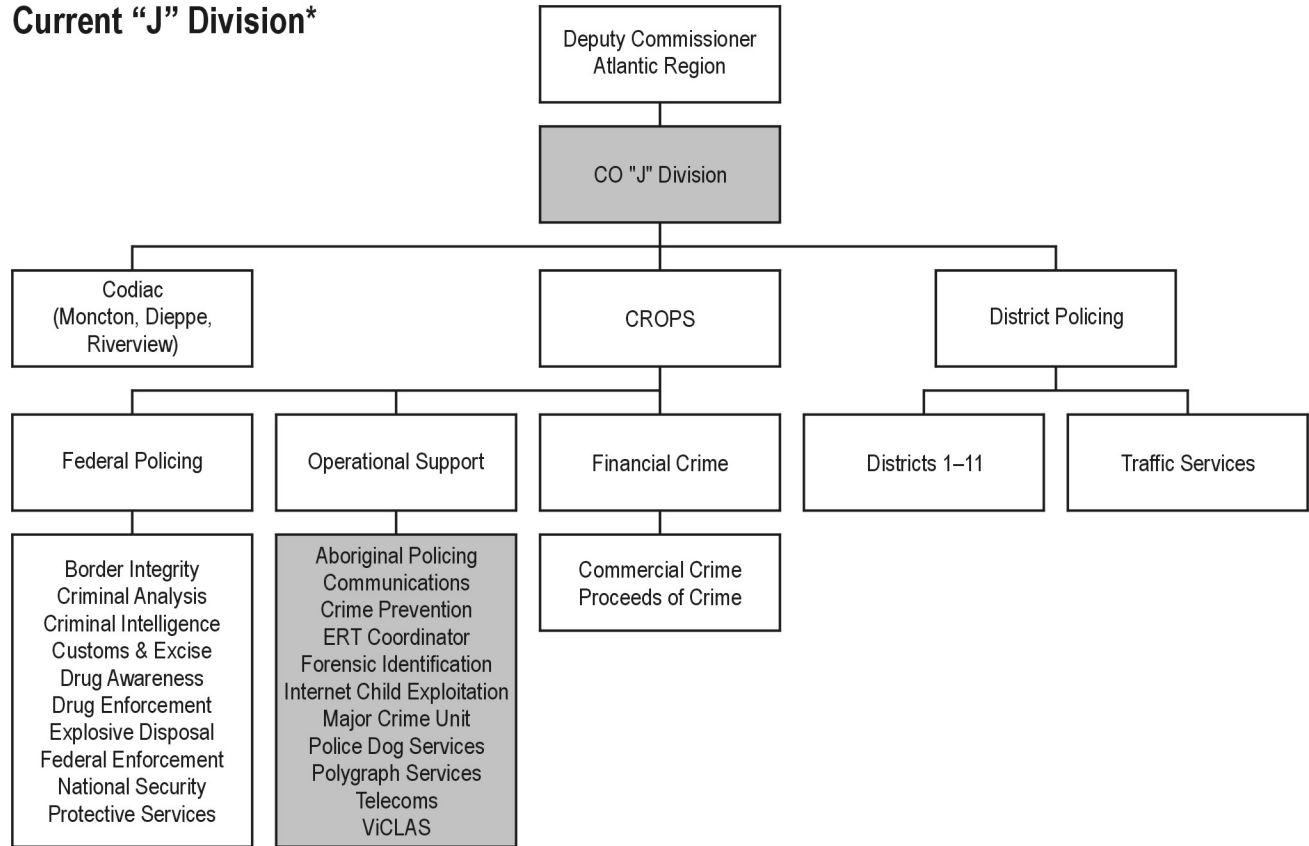 Current “J” Division*
Deputy Commissioner
Atlantic Region
CO "J" Division
Codiac
(Moncton, Dieppe,
Riverview)
CROPS
District Policing
Federal Policing
Operational Support
Financial Crime
Districts 1–11
Traffic Services
Border Integrity
Criminal Analysis
Criminal Intelligence
Customs & Excise
Drug Awareness
Drug Enforcement
Explosive Disposal
Federal Enforcement
National Security
Protective Services
Aboriginal Policing
Communications
Crime Prevention
ERT Coordinator
Forensic Identification
Internet Child Exploitation
Major Crime Unit
Police Dog Services
Polygraph Services
Telecoms
ViCLAS
Commercial Crime
Proceeds of Crime